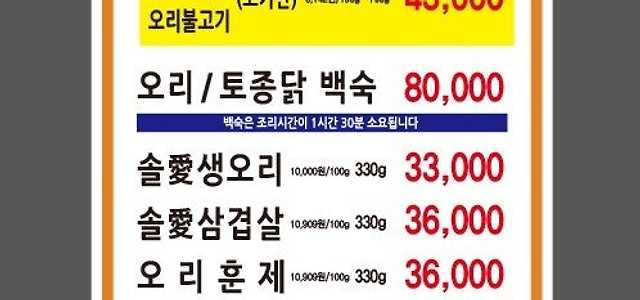 오리불고기
오리/토종닭 백숙 80,000
백숙은 조리시간이 1시간 30분 소요됩니다
솔愛생오리 10,000원/100g 330g 33,000
솔愛삼겹살 10,909원/100g 330g 36,000
오리훈제 10,909원/100g 330g 36,000